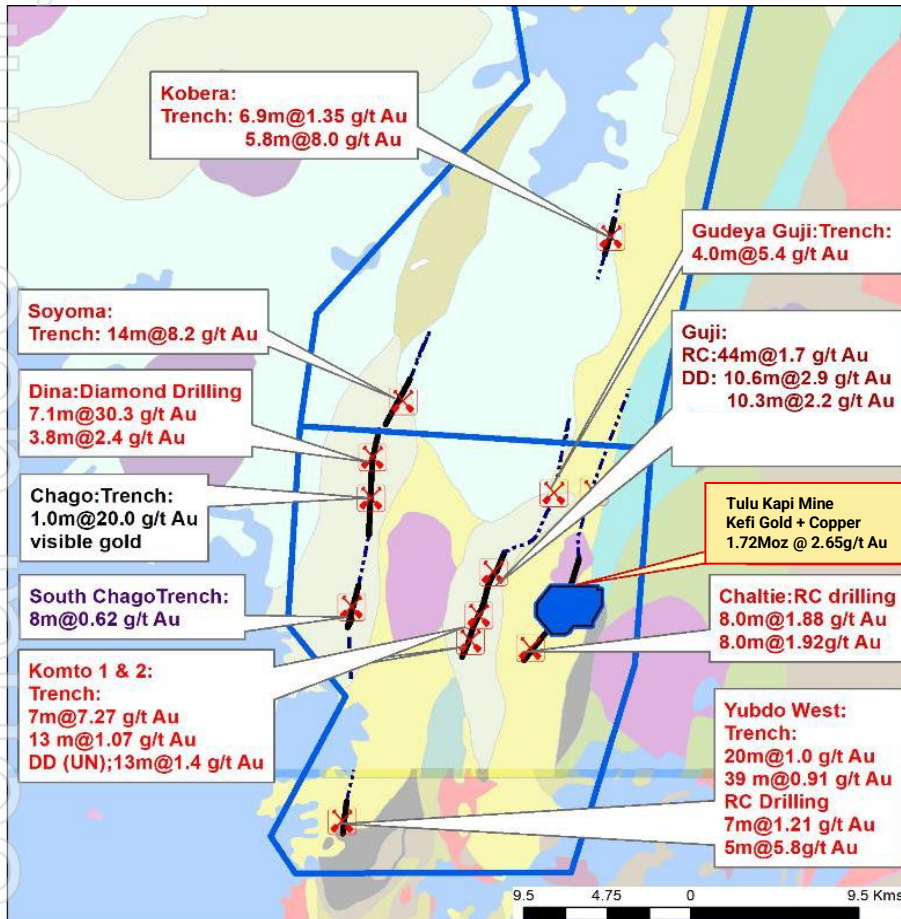 Kobera:
Trench: 6.9m@1.35 g/t Au
5.8m@8.0 g/t Au
Gudeya Guji:Trench:
4.0m@5.4 g/t Au
Soyoma:
Trench: 14m@8.2 g/t Au
Guji:
RC:44m@1.7 g/t Au
DD: 10.6m@2.9 g/t Au
10.3m@2.2 g/t Au
Dina:Diamond Drilling
7.1m@30.3 g/t Au
3.8m@2.4 g/t Au
Chago:Trench:
1.0m@20.0 g/t Au
visible gold
Tulu Kapi Mine
Kefi Gold + Copper
1.72Moz @ 2.65g/t Au
South ChagoTrench:
8m@0.62 g/t Au
Chaltie:RC drilling
8.0m@1.88 g/t Au
8.0m@1.92g/t Au
Komto 1 & 2:
Trench:
7m@7.27 g/t Au
13 m@1.07 g/t Au
DD (UN);13m@1.4 g/t Au
Yubdo West:
Trench:
20m@1.0 g/t Au
39 m@0.91 g/t Au
RC Drilling
7m@1.21 g/t Au
5m@5.8g/t Au
9.5 4.75 0 9.5 Kms